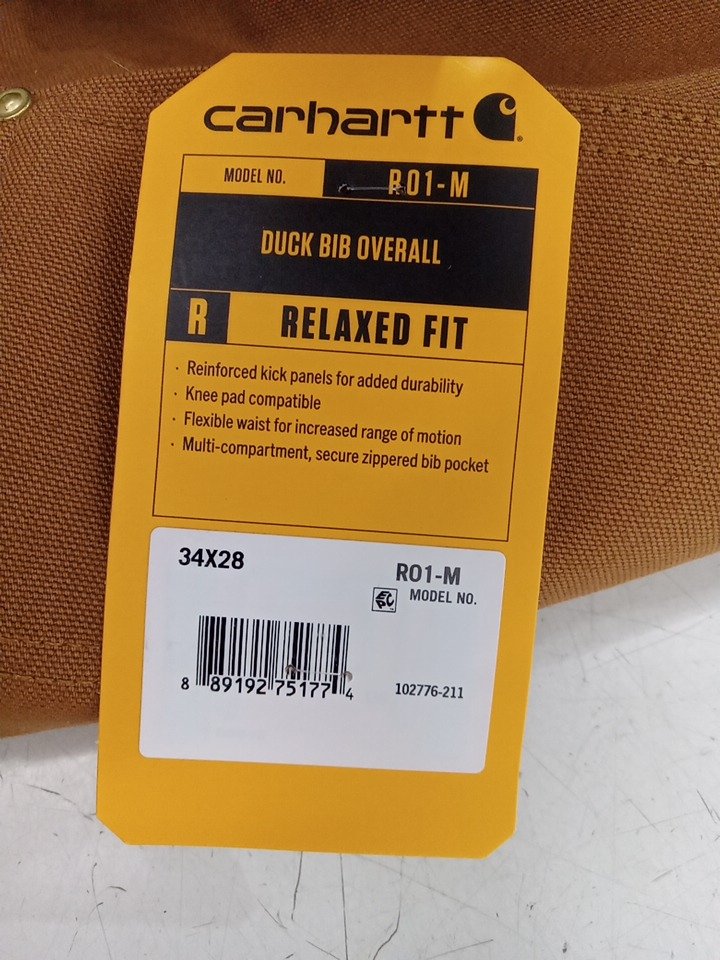 carhartt
MODEL NO. R01-M
DUCK BIB OVERALL
R RELAXED FIT
· Reinforced kick panels for added durability
· Knee pad compatible
· Flexible waist for increased range of motion
· Multi-compartment, secure zippered bib pocket
34X28
R01-M
EPC MODEL NO.
8 89192 75177 4
102776-211